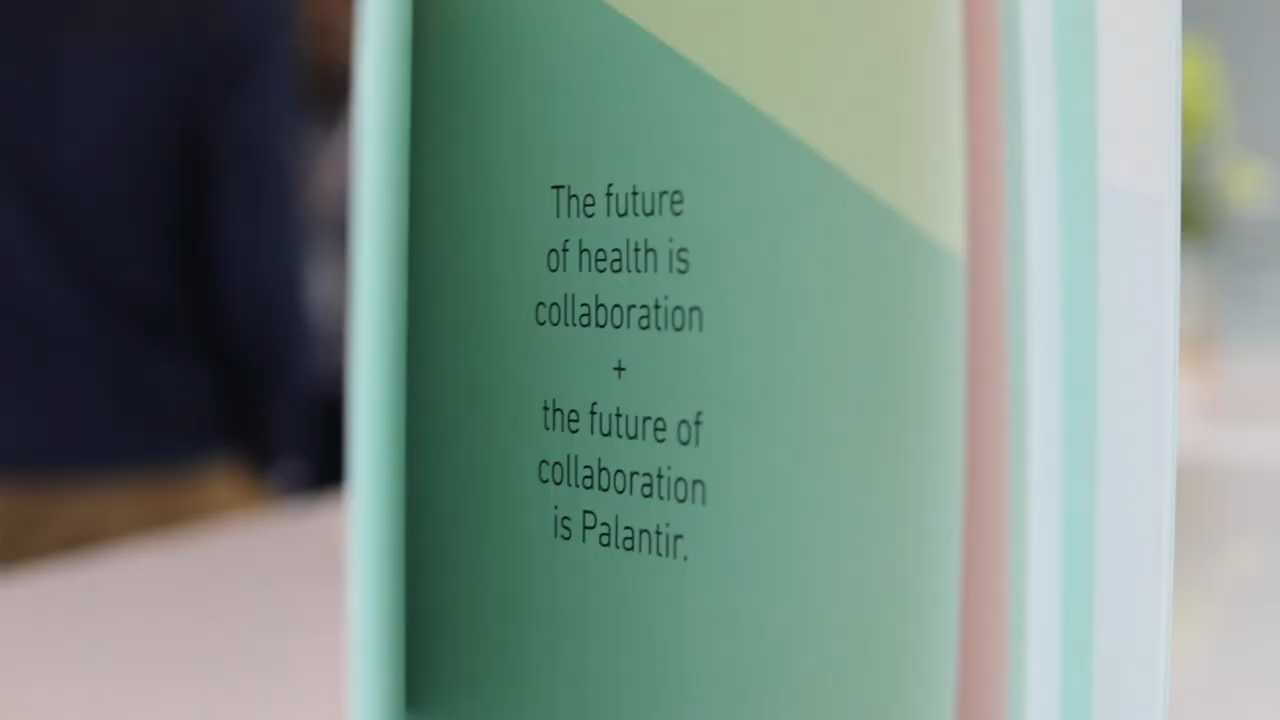 The future
of health is
collaboration
+
the future of
collaboration
is Palantir.